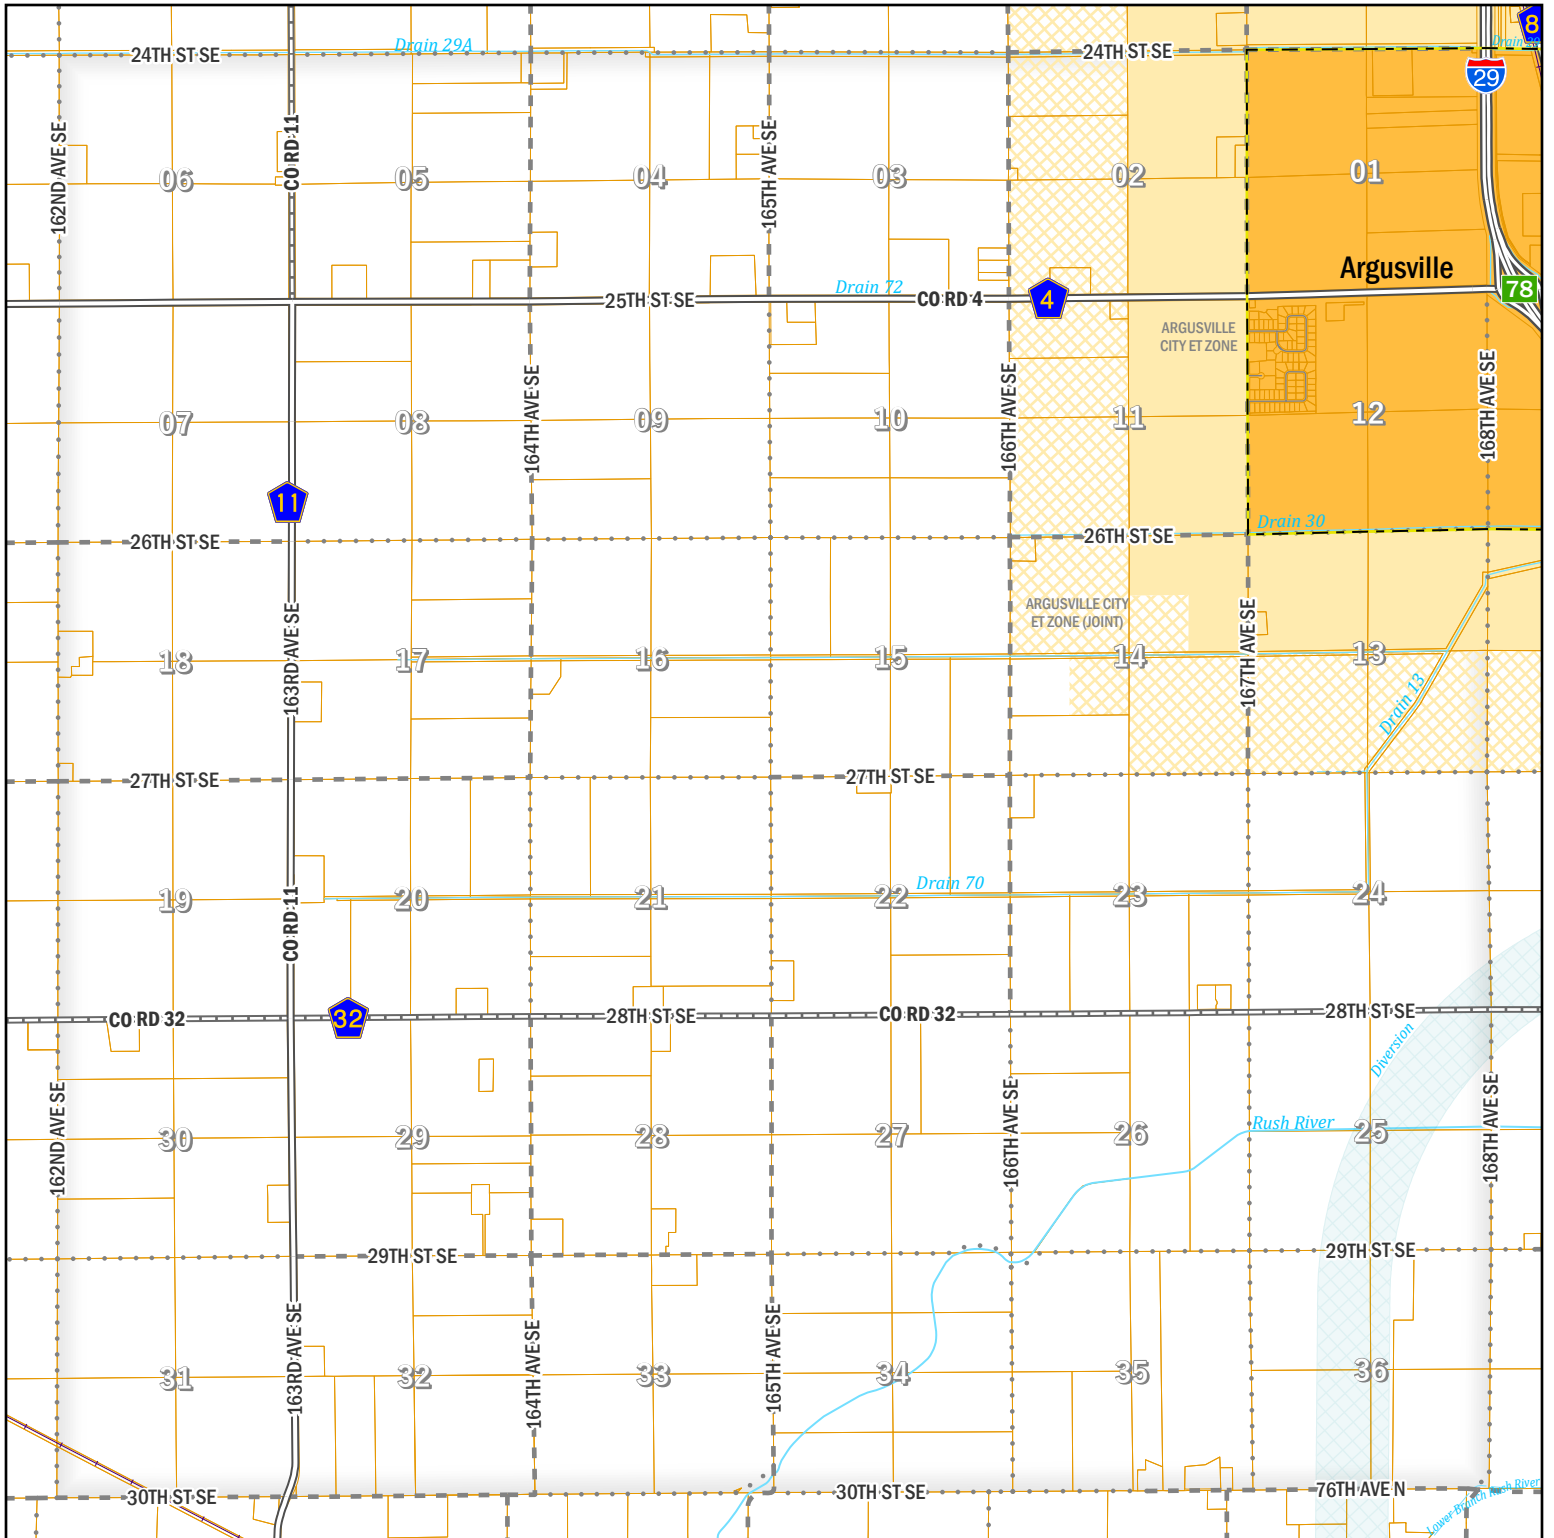 Drain 29A
24TH ST SE
24TH ST SE
8
29
162ND AVE SE
CO RD 11
165TH AVE SE
06
05
04
03
02
01
Argusville
Drain 72
25TH ST SE
CO RD 4
4
78
ARGUSVILLE
CITY ET ZONE
164TH AVE SE
166TH AVE SE
168TH AVE SE
07
08
09
10
11
12
11
26TH ST SE
26TH ST SE
Drain 30
163RD AVE SE
ARGUSVILLE CITY
ET ZONE (JOINT)
167TH AVE SE
18
17
16
15
14
13
Drain 13
27TH ST SE
27TH ST SE
CO RD 11
19
20
21
22
23
24
Drain 70
CO RD 32
32
28TH ST SE
CO RD 32
28TH ST SE
Diversion
162ND AVE SE
166TH AVE SE
168TH AVE SE
Rush River
30
29
28
27
26
25
29TH ST SE
29TH ST SE
163RD AVE SE
164TH AVE SE
165TH AVE SE
31
32
33
34
35
36
30TH ST SE
30TH ST SE
76TH AVE N
Lower Branch Rush River